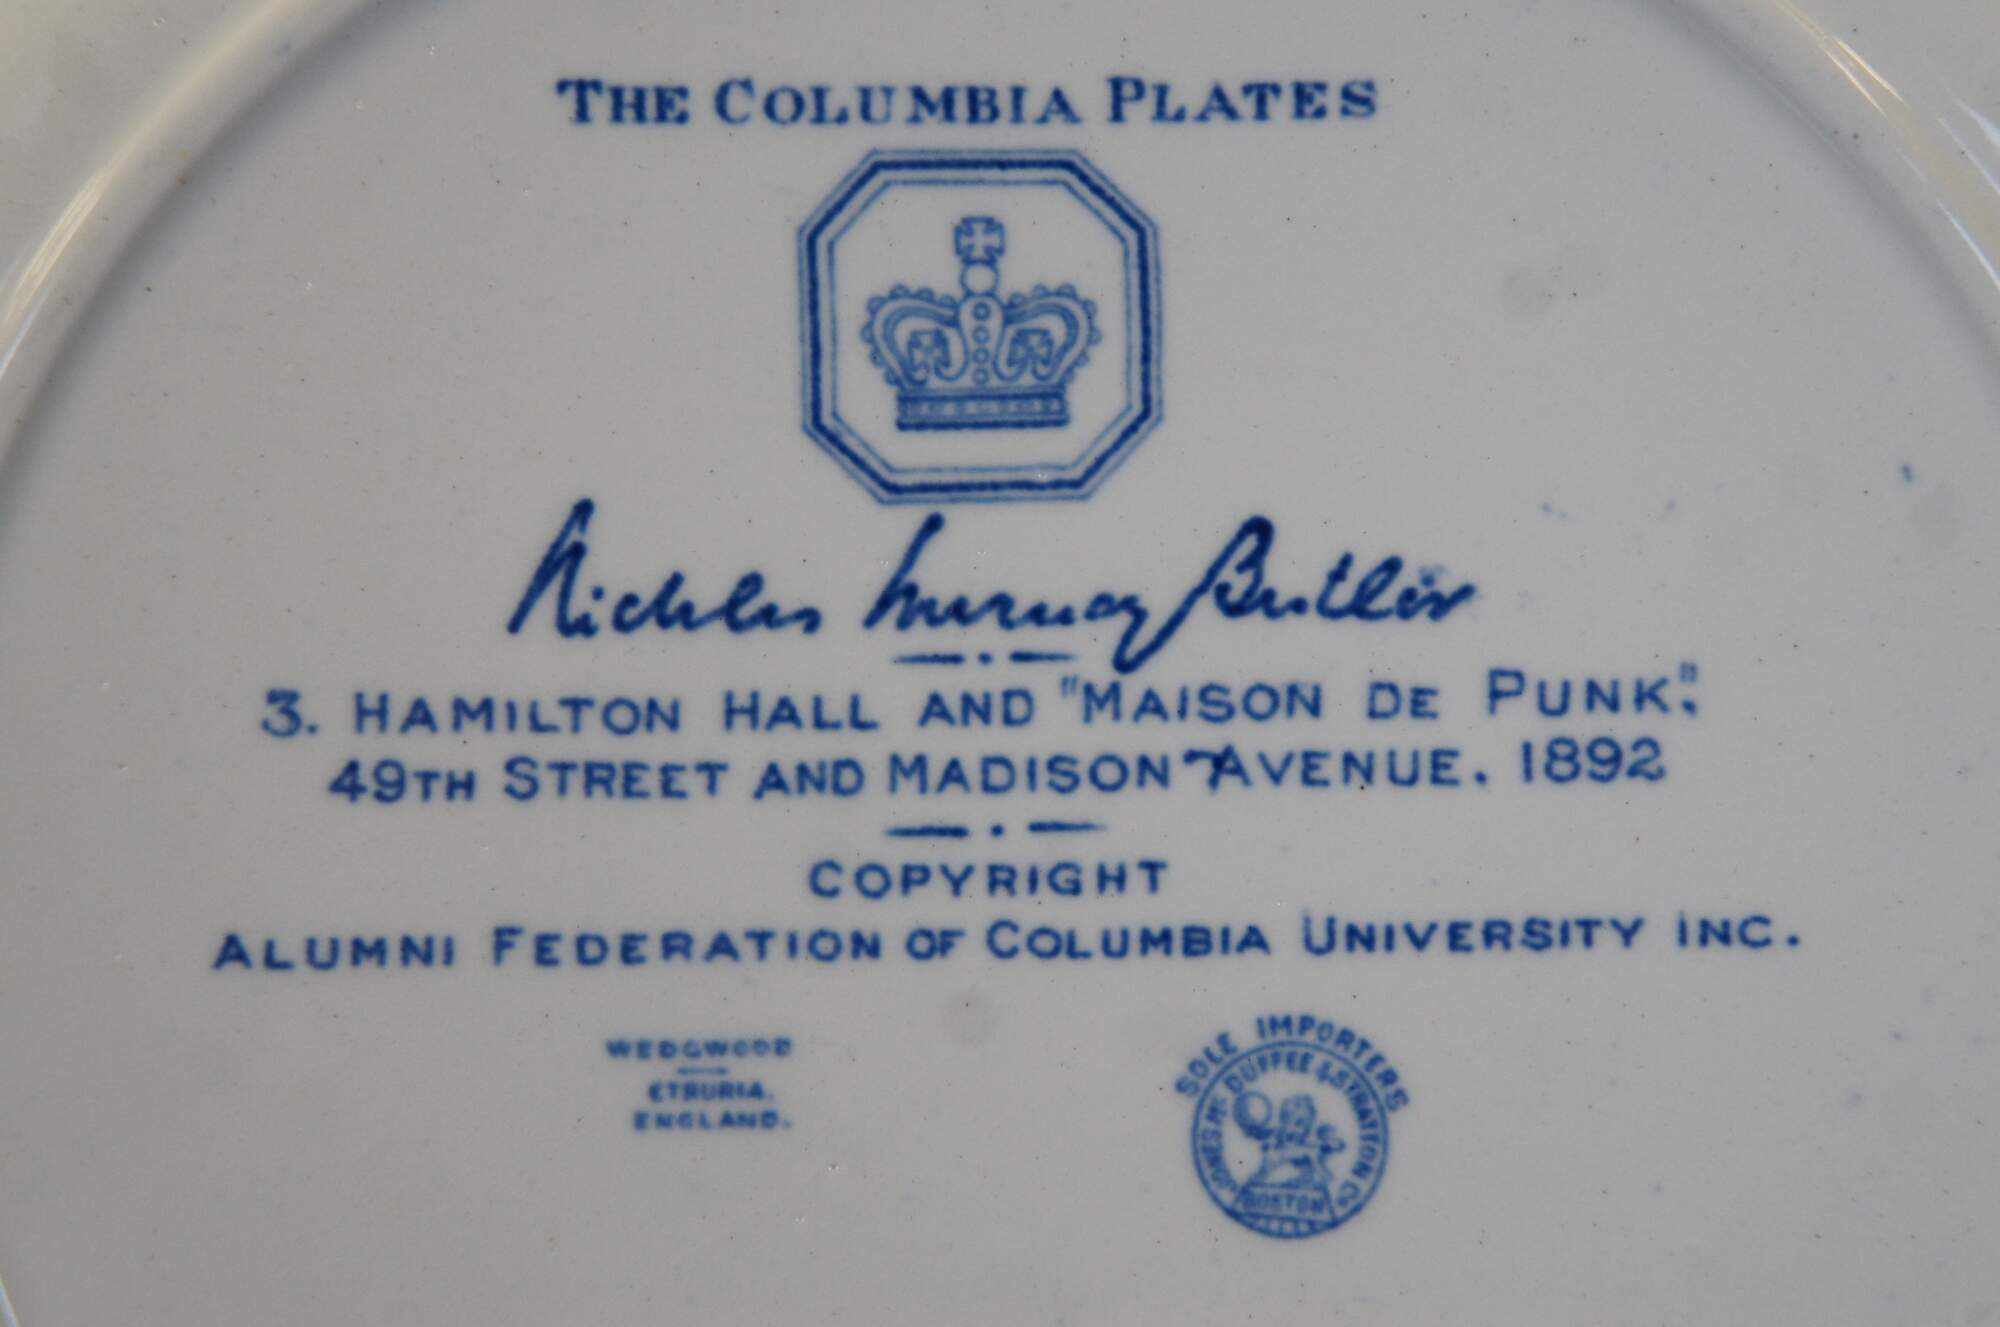 THE COLUMBIA PLATES
Nicholas Murray Butler
3. HAMILTON HALL AND "MAISON DE PUNK",
49TH STREET AND MADISON AVENUE. 1892
COPYRIGHT
ALUMNI FEDERATION OF COLUMBIA UNIVERSITY INC.
WEDGWOOD
ETRURIA.
ENGLAND.
SOLE IMPORTERS
JONES MC DUFFEE & STRATTON CO.
BOSTON